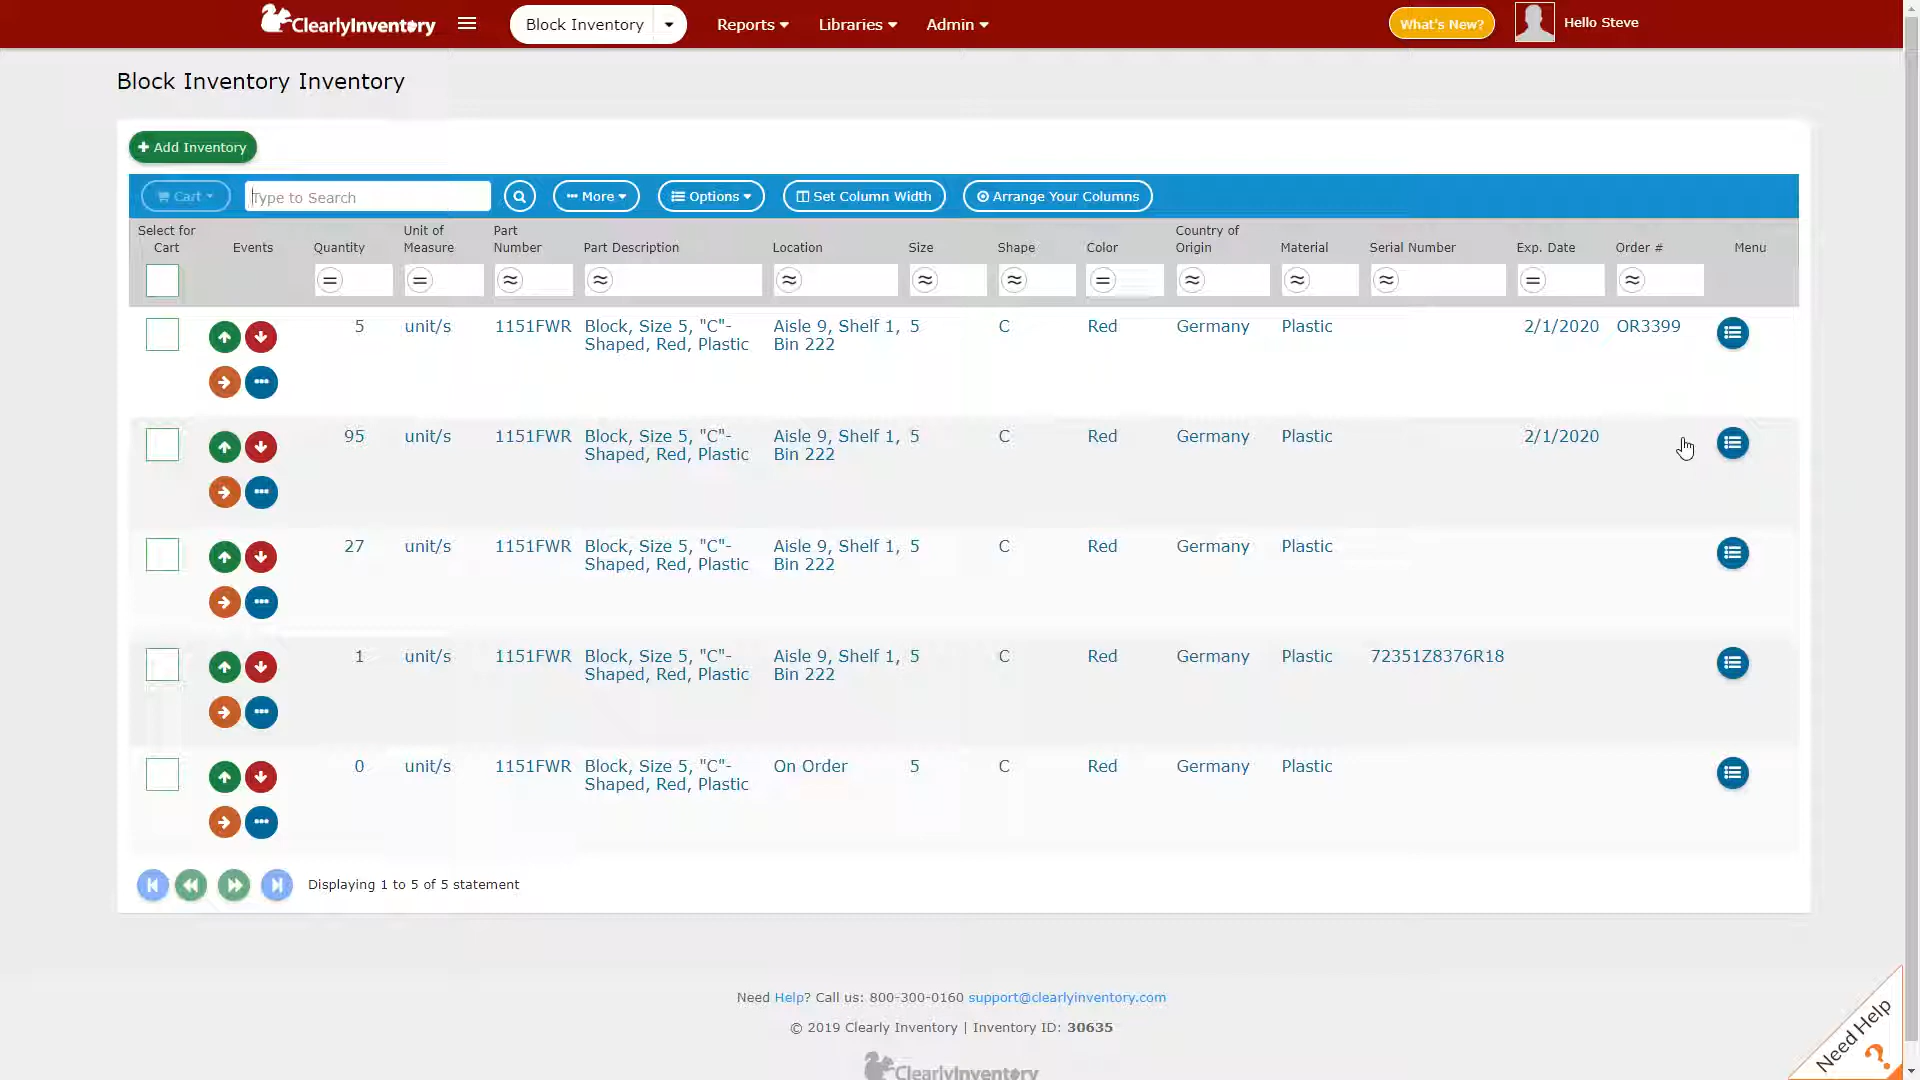 ClearlyInventory Block Inventory Reports Libraries Admin What's New? Hello Steve
Block Inventory Inventory
+ Add Inventory
Cart Type to Search More Options Set Column Width Arrange Your Columns
Select for Cart Events Quantity Unit of Measure Part Number Part Description Location Size Shape Color Country of Origin Material Serial Number Exp. Date Order # Menu
= = ≈ ≈ ≈ ≈ ≈ = ≈ ≈ ≈ = ≈
5 unit/s 1151FWR Block, Size 5, "C"- Aisle 9, Shelf 1, 5 C Red Germany Plastic 2/1/2020 OR3399
Shaped, Red, Plastic Bin 222
95 unit/s 1151FWR Block, Size 5, "C"- Aisle 9, Shelf 1, 5 C Red Germany Plastic 2/1/2020
Shaped, Red, Plastic Bin 222
27 unit/s 1151FWR Block, Size 5, "C"- Aisle 9, Shelf 1, 5 C Red Germany Plastic
Shaped, Red, Plastic Bin 222
1 unit/s 1151FWR Block, Size 5, "C"- Aisle 9, Shelf 1, 5 C Red Germany Plastic 72351Z8376R18
Shaped, Red, Plastic Bin 222
0 unit/s 1151FWR Block, Size 5, "C"- On Order 5 C Red Germany Plastic
Shaped, Red, Plastic
Displaying 1 to 5 of 5 statement
Need Help? Call us: 800-300-0160 support@clearlyinventory.com
© 2019 Clearly Inventory | Inventory ID: 30635
ClearlyInventory
Need Help ?